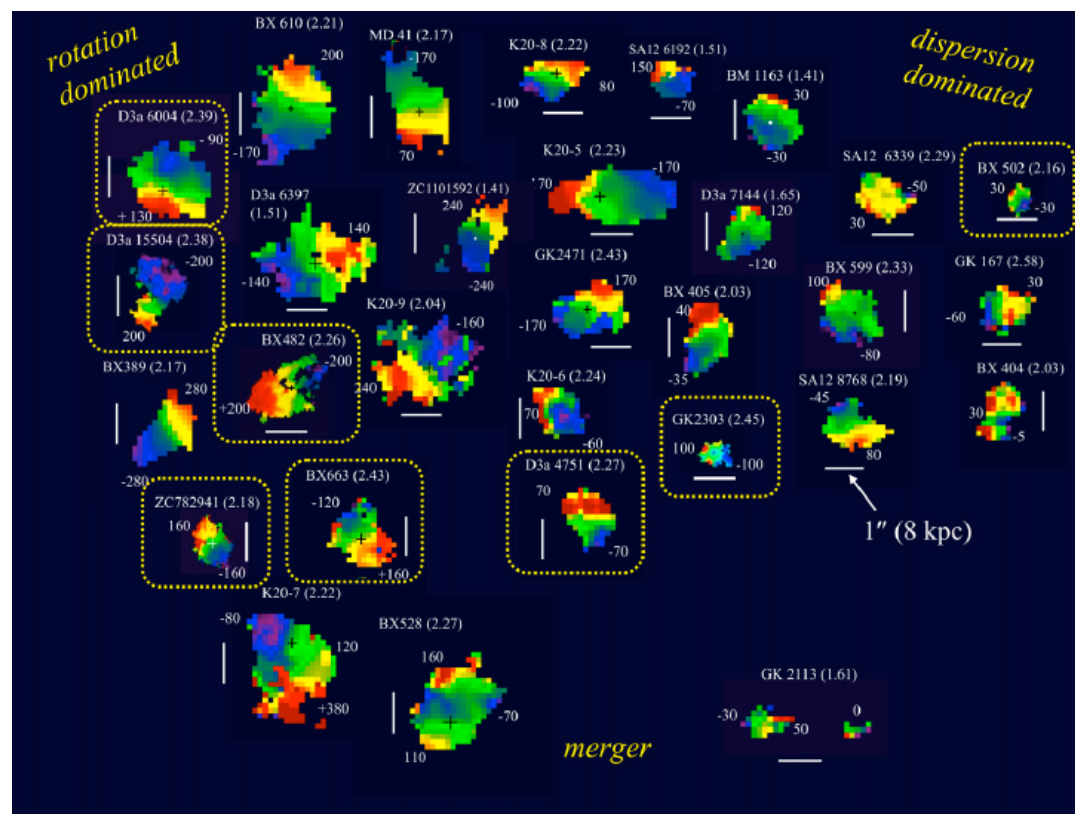 rotation
dominated
dispersion
dominated
BX 610 (2.21)
200
-170
MD 41 (2.17)
-170
70
K20-8 (2.22)
-100
80
SA12 6192 (1.51)
150
-70
BM 1163 (1.41)
30
-30
D3a 6004 (2.39)
- 90
+ 130
K20-5 (2.23)
-170
170
SA12 6339 (2.29)
-50
30
BX 502 (2.16)
30
-30
D3a 6397
(1.51)
140
-140
ZC1101592 (1.41)
240
-240
D3a 7144 (1.65)
120
-120
D3a 15504 (2.38)
-200
200
GK2471 (2.43)
170
-170
BX 405 (2.03)
40
-35
BX 599 (2.33)
100
-80
GK 167 (2.58)
30
-60
K20-9 (2.04)
-160
240
BX482 (2.26)
-200
+200
BX389 (2.17)
280
-280
K20-6 (2.24)
70
-60
SA12 8768 (2.19)
-45
80
BX 404 (2.03)
30
-5
GK2303 (2.45)
100
-100
ZC782941 (2.18)
160
-160
BX663 (2.43)
-120
+160
D3a 4751 (2.27)
70
-70
1″ (8 kpc)
K20-7 (2.22)
-80
120
+380
BX528 (2.27)
160
-70
110
merger
GK 2113 (1.61)
-30
50
0